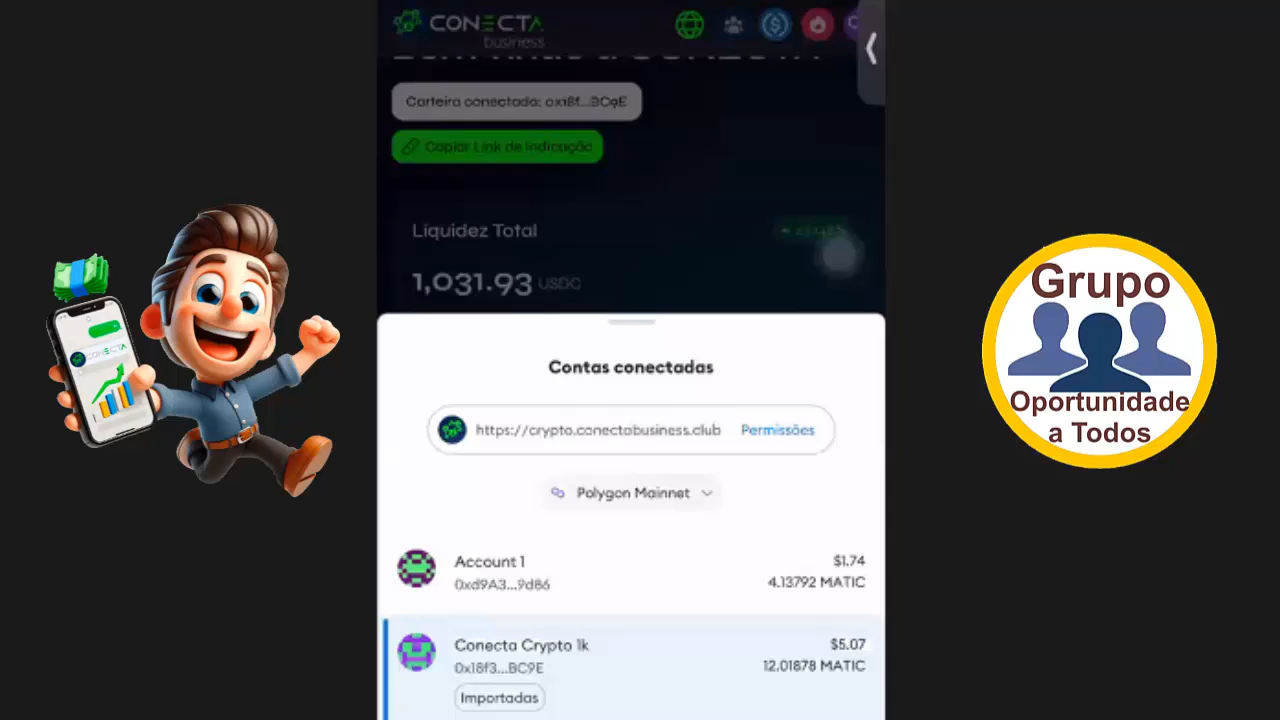 CONECTA
business
Carteira conectada: 0x18f...BC9E
Copiar Link de Indicação
Liquidez Total
1,031.93 USDC
Contas conectadas
https://crypto.conectabusiness.club Permissões
Polygon Mainnet
Account 1 $1.74
0xd9A3...9d86 4.13792 MATIC
Conecta Crypto 1k $5.07
0x18f3...BC9E 12.01878 MATIC
Importadas
CONECTA
Grupo
Oportunidade
a Todos